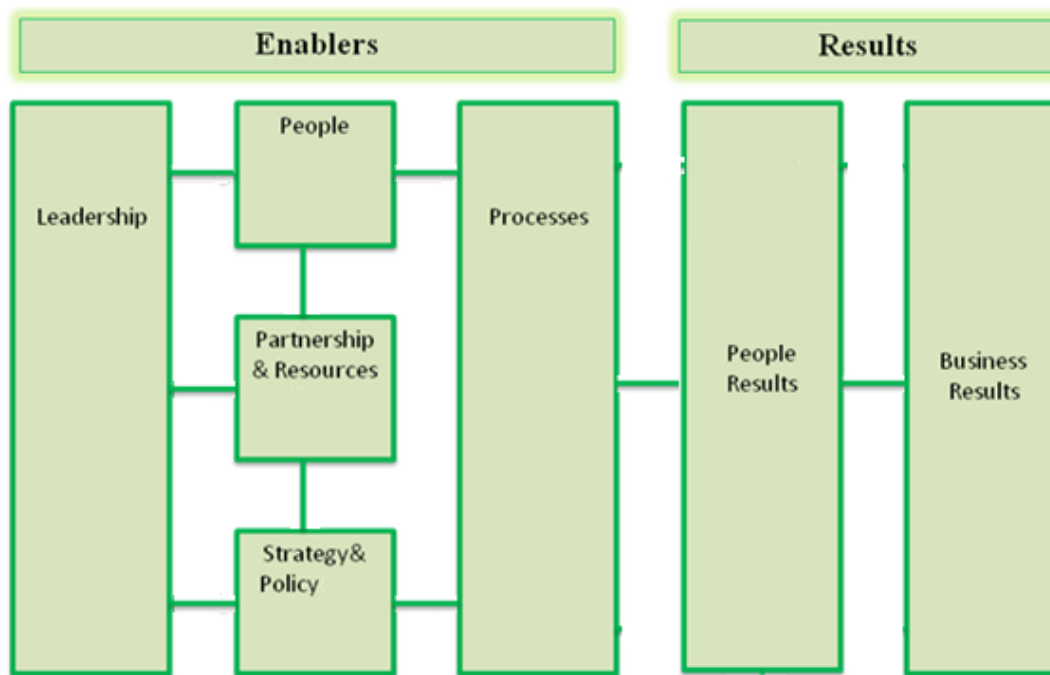 Enablers
Results
Leadership
People
Partnership
& Resources
Strategy&
Policy
Processes
People
Results
Business
Results